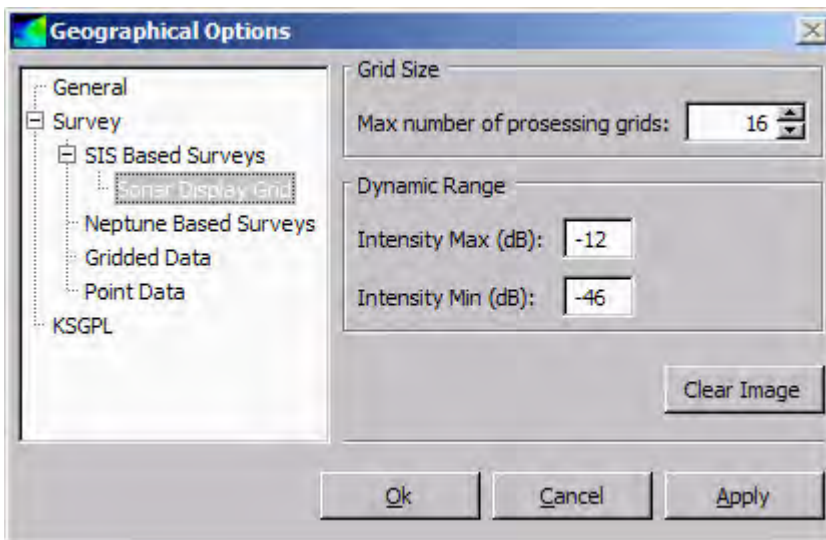 Geographical Options
General
Survey
SIS Based Surveys
Sonar Display Grid
Neptune Based Surveys
Gridded Data
Point Data
KSGPL
Grid Size
Max number of prosessing grids: 16
Dynamic Range
Intensity Max (dB): -12
Intensity Min (dB): -46
Clear Image
Ok Cancel Apply